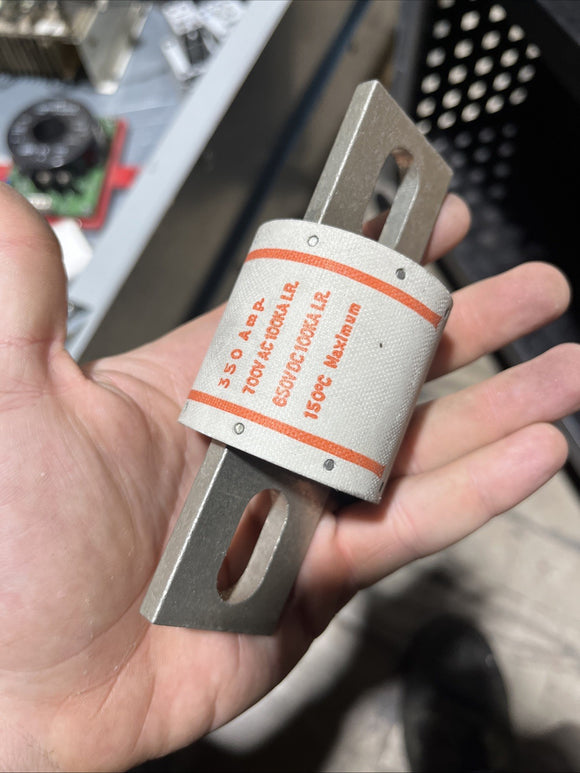 350 Amp
700V AC 100KA I.R.
650V DC 100KA I.R.
150°C Maximum